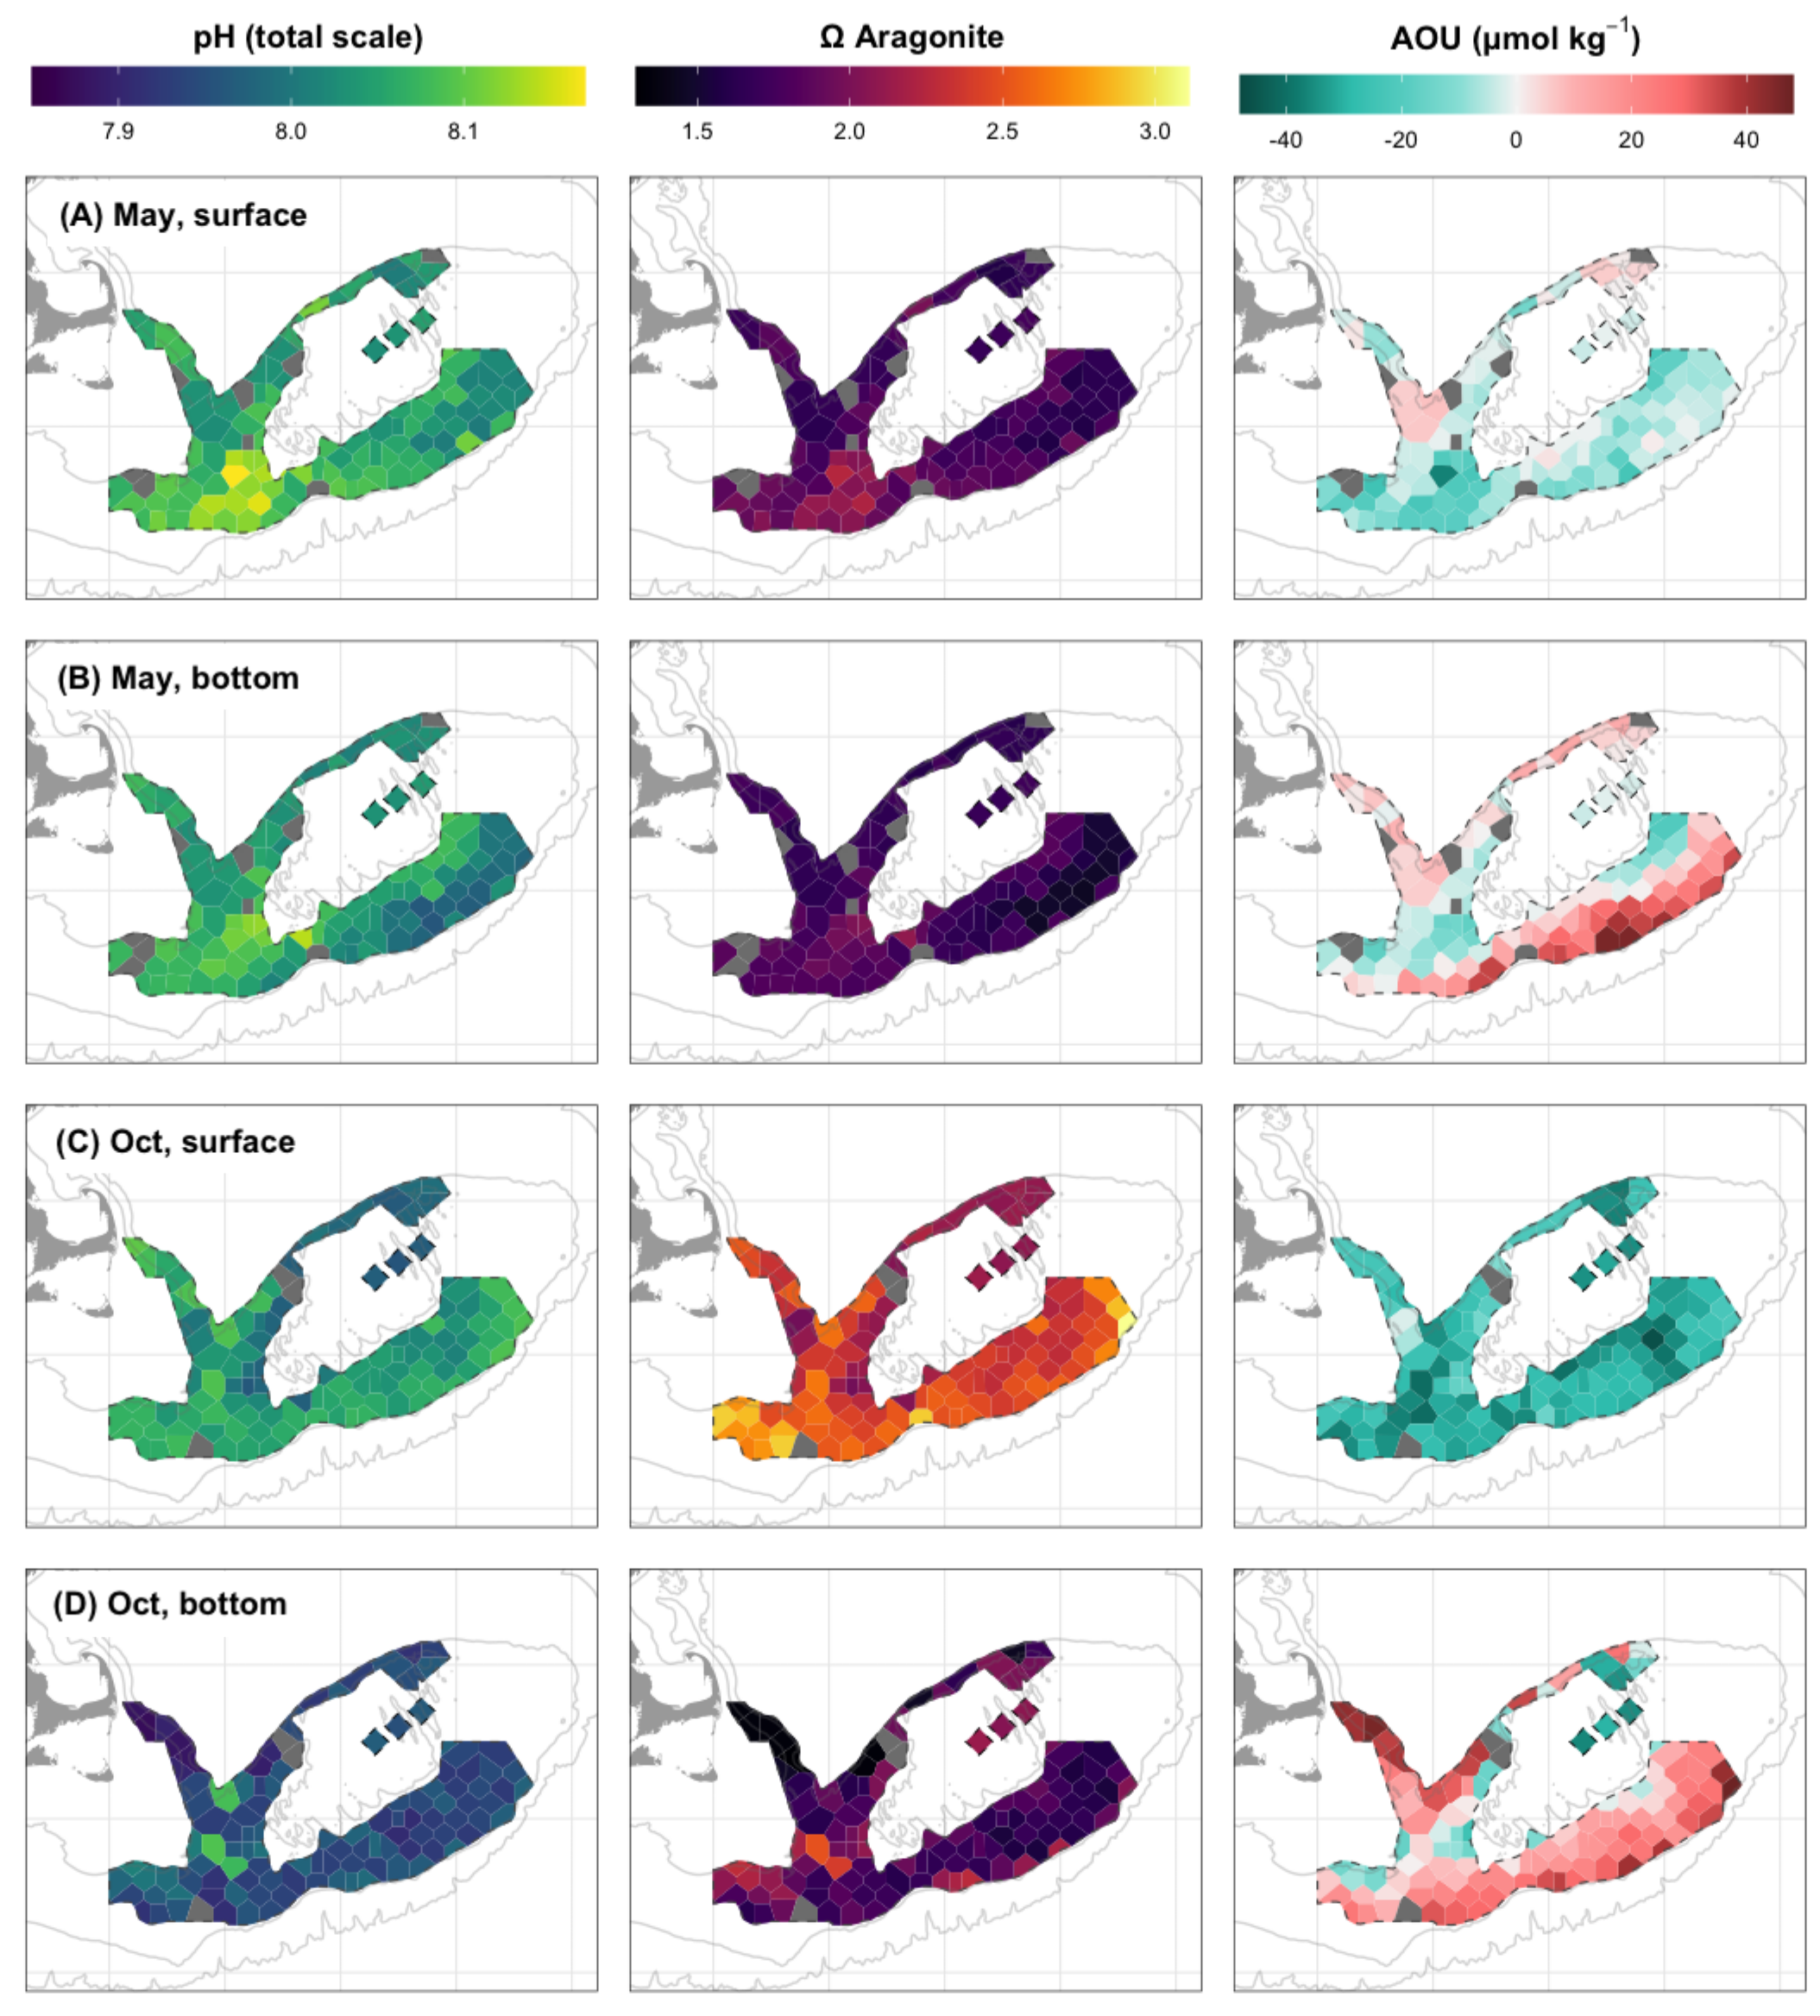 pH (total scale)
Ω Aragonite
AOU (μmol kg⁻¹)
7.9 8.0 8.1
1.5 2.0 2.5 3.0
-40 -20 0 20 40
(A) May, surface
(B) May, bottom
(C) Oct, surface
(D) Oct, bottom